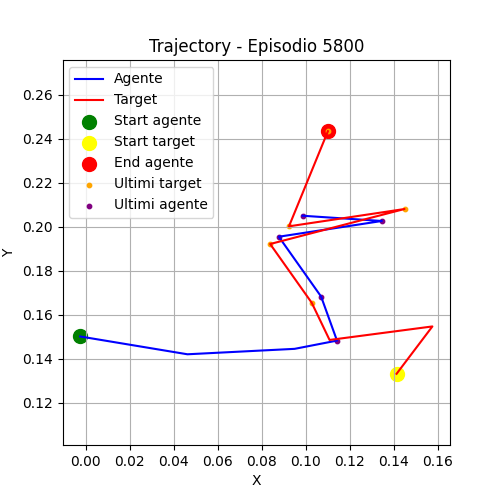 Trajectory - Episodio 5800
Agente
Target
Start agente
Start target
End agente
Ultimi target
Ultimi agente
0.26
0.24
0.22
0.20
0.18
0.16
0.14
0.12
Y
0.00 0.02 0.04 0.06 0.08 0.10 0.12 0.14 0.16
X